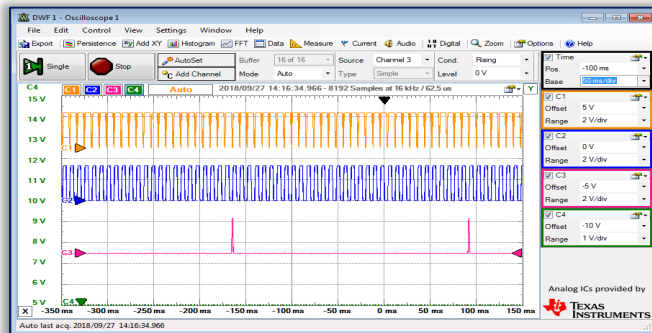 DWF1 - Oscilloscope 1
File Edit Control View Settings Window Help
Export Persistence Add XY Histogram FFT Data Measure Current Audio Digital Zoom Options Help
Single Stop AutoSet Buffer 16 of 16 Source Channel 3 Cond. Rising
Add Channel Mode Auto Type Simple Level 0 V
C4 C1 C2 C3 C4 Auto 2018/09/27 14:16:34.966 - 8192 Samples at 16 kHz / 62,5 us Y
15 V
14 V
13 V
12 V
11 V
10 V
9 V
8 V
7 V
6 V
5 V
C1
C2
C3
C4
X -350 ms -300 ms -250 ms -200 ms -150 ms -100 ms -50 ms 0 ms 50 ms 100 ms 150 ms
Auto last acq. 2018/09/27 14:16:34.966
Time
Pos. -100 ms
Base 50 ms/div
C1
Offset 5 V
Range 2 V/div
C2
Offset 0 V
Range 2 V/div
C3
Offset -5 V
Range 2 V/div
C4
Offset -10 V
Range 1 V/div
Analog ICs provided by
TEXAS
INSTRUMENTS